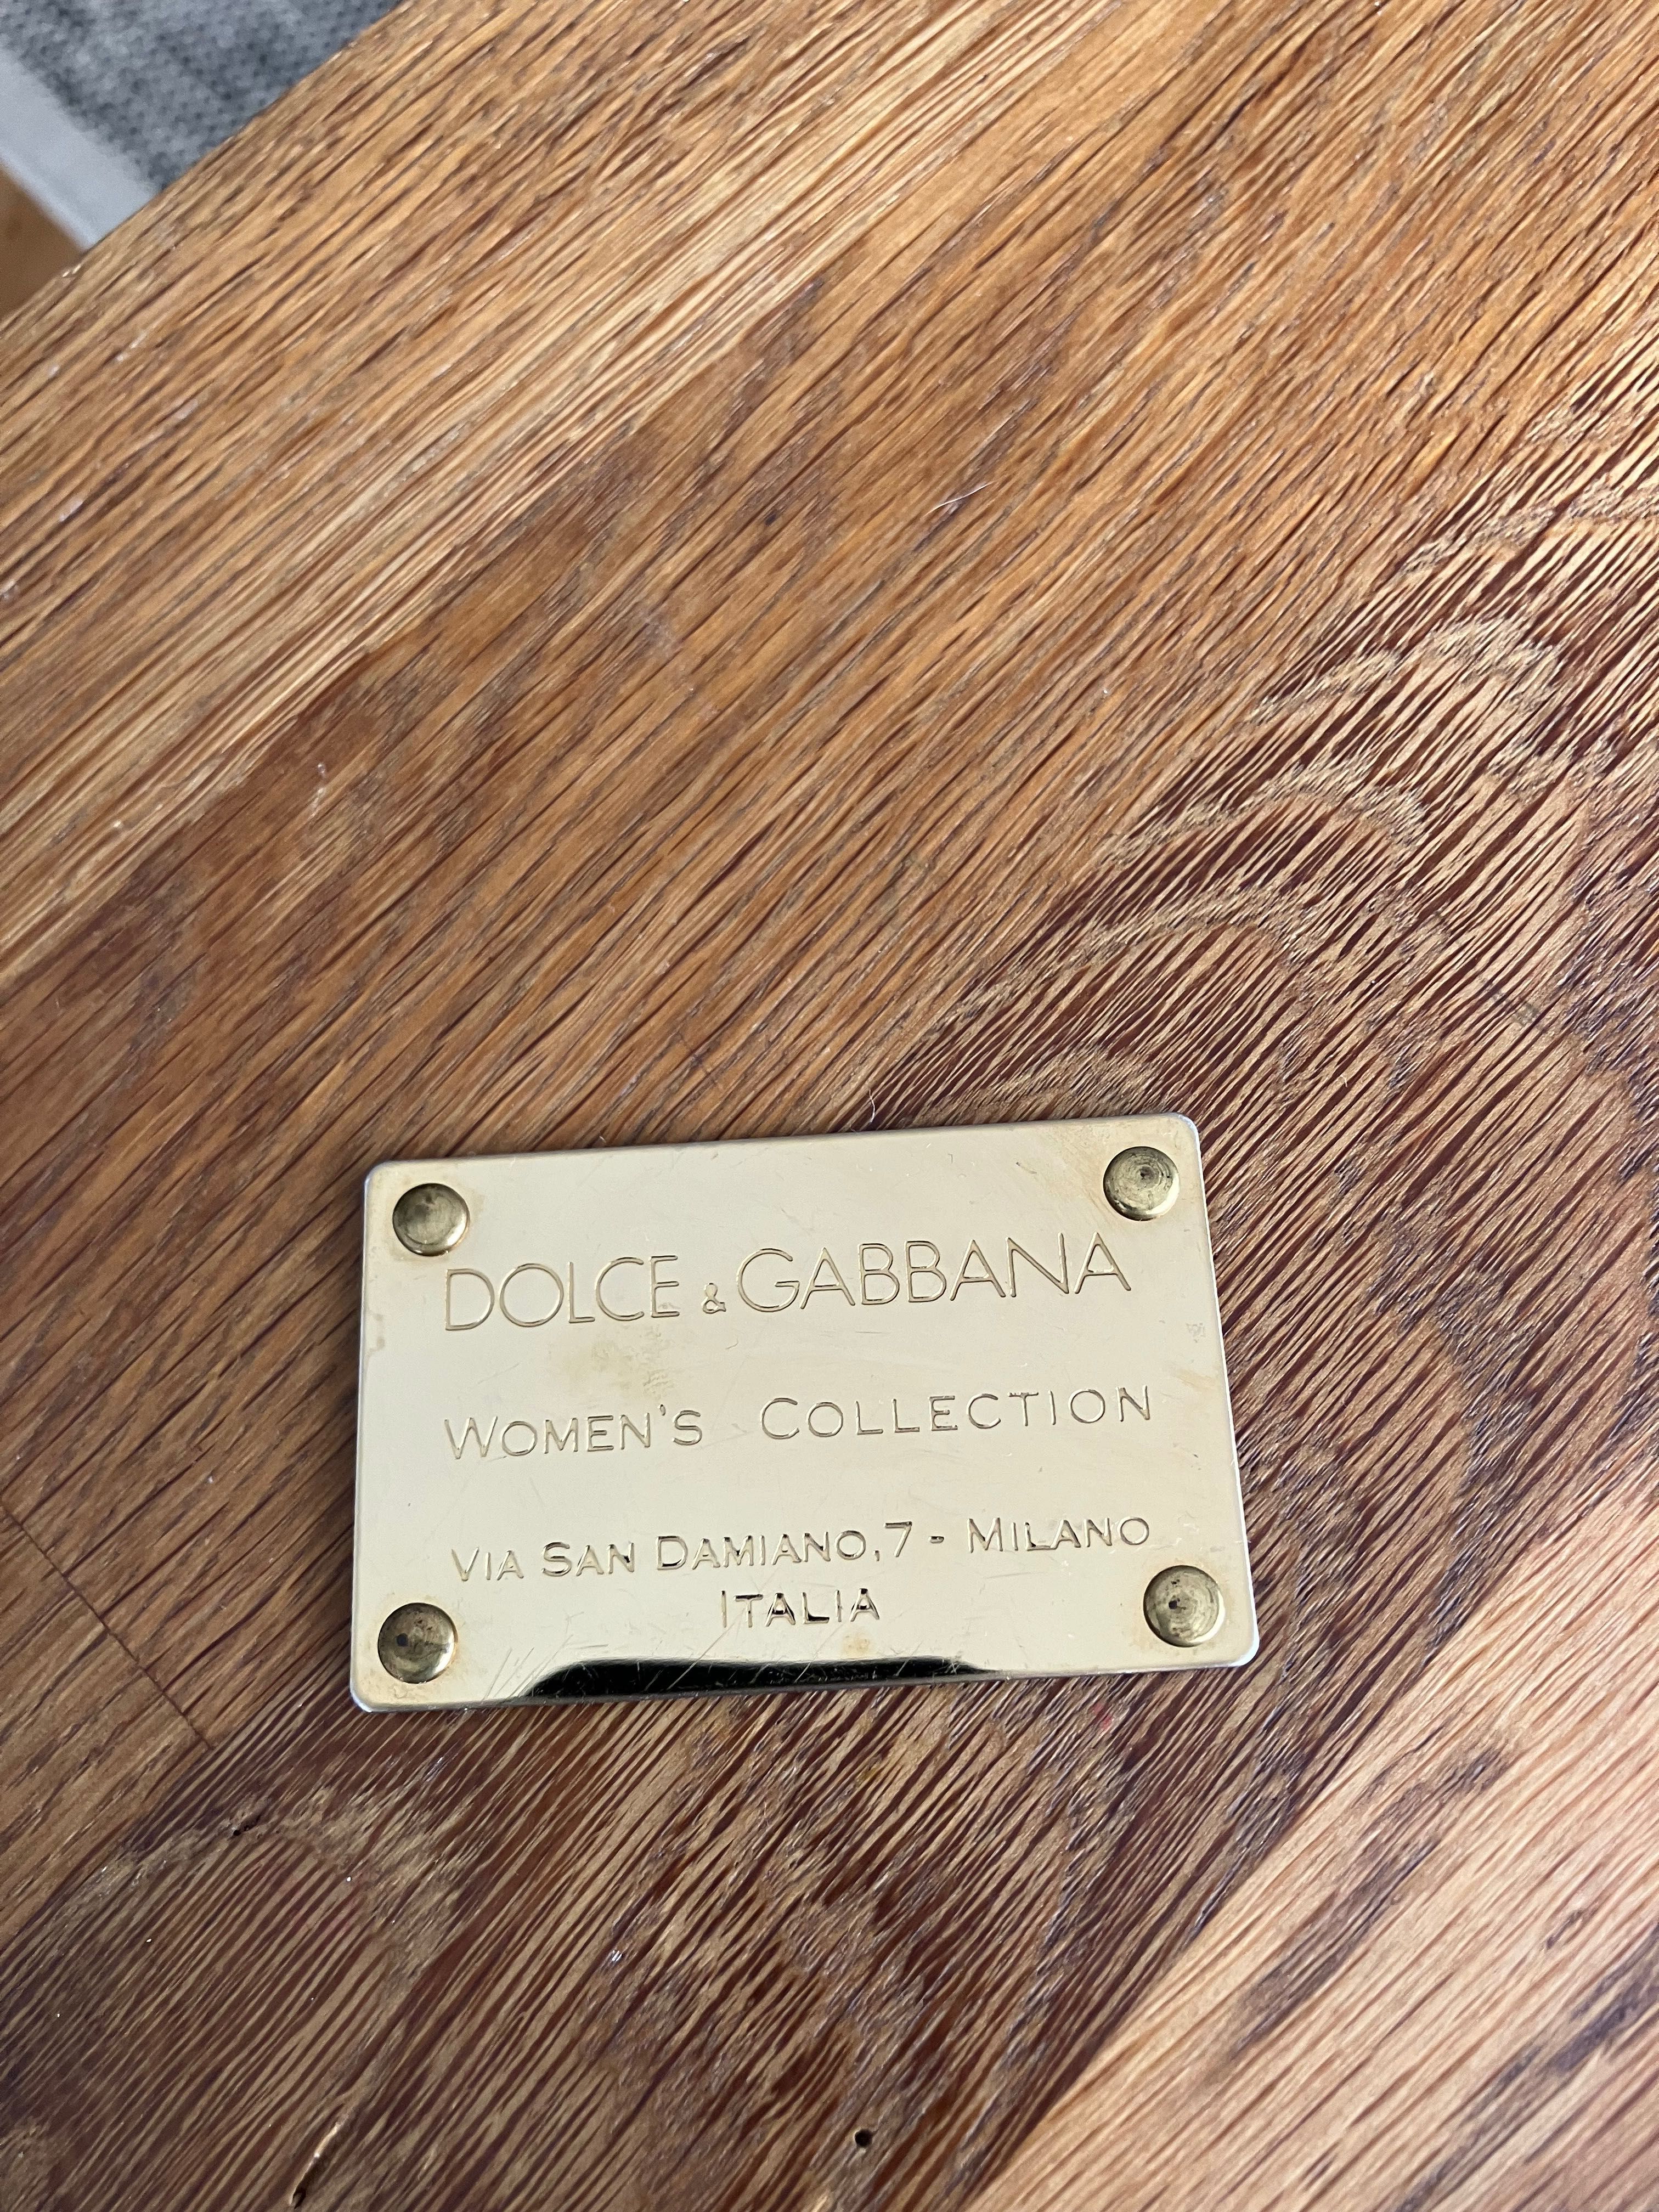 DOLCE & GABBANA
WOMEN'S COLLECTION
VIA SAN DAMIANO,7 - MILANO
ITALIA